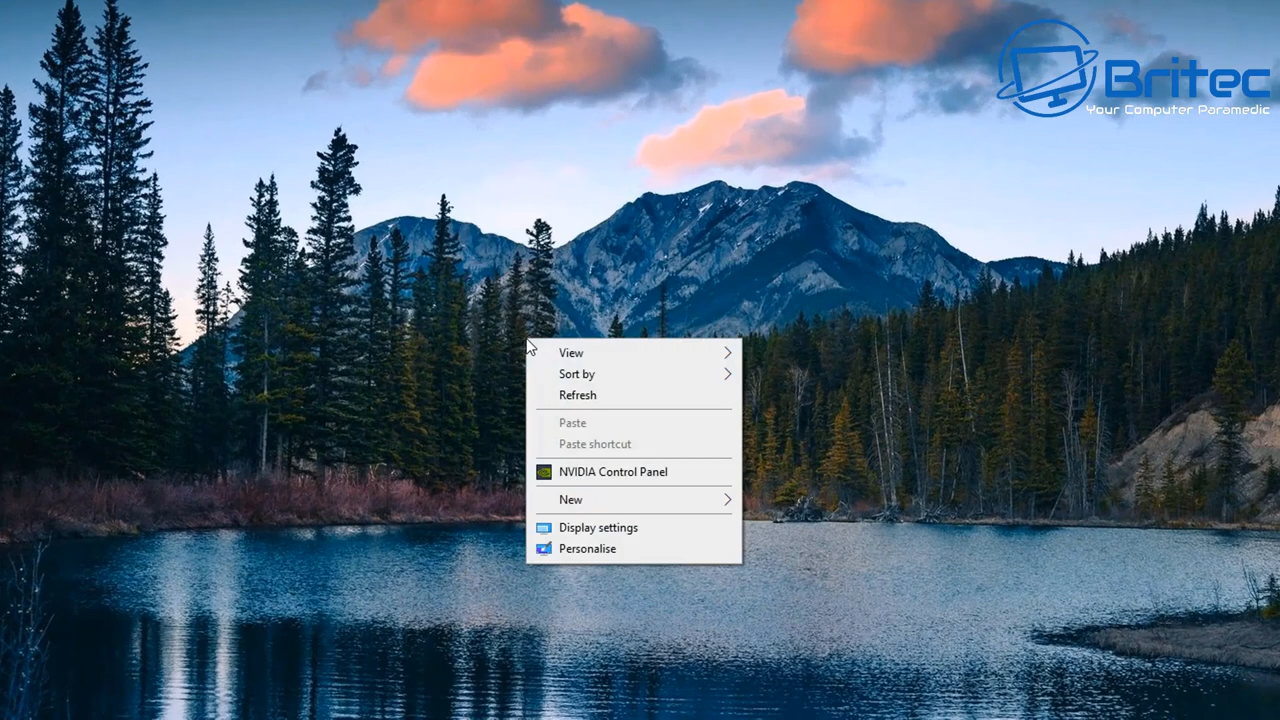 Britec
Your Computer Paramedic
View
Sort by
Refresh
Paste
Paste shortcut
NVIDIA Control Panel
New
Display settings
Personalise